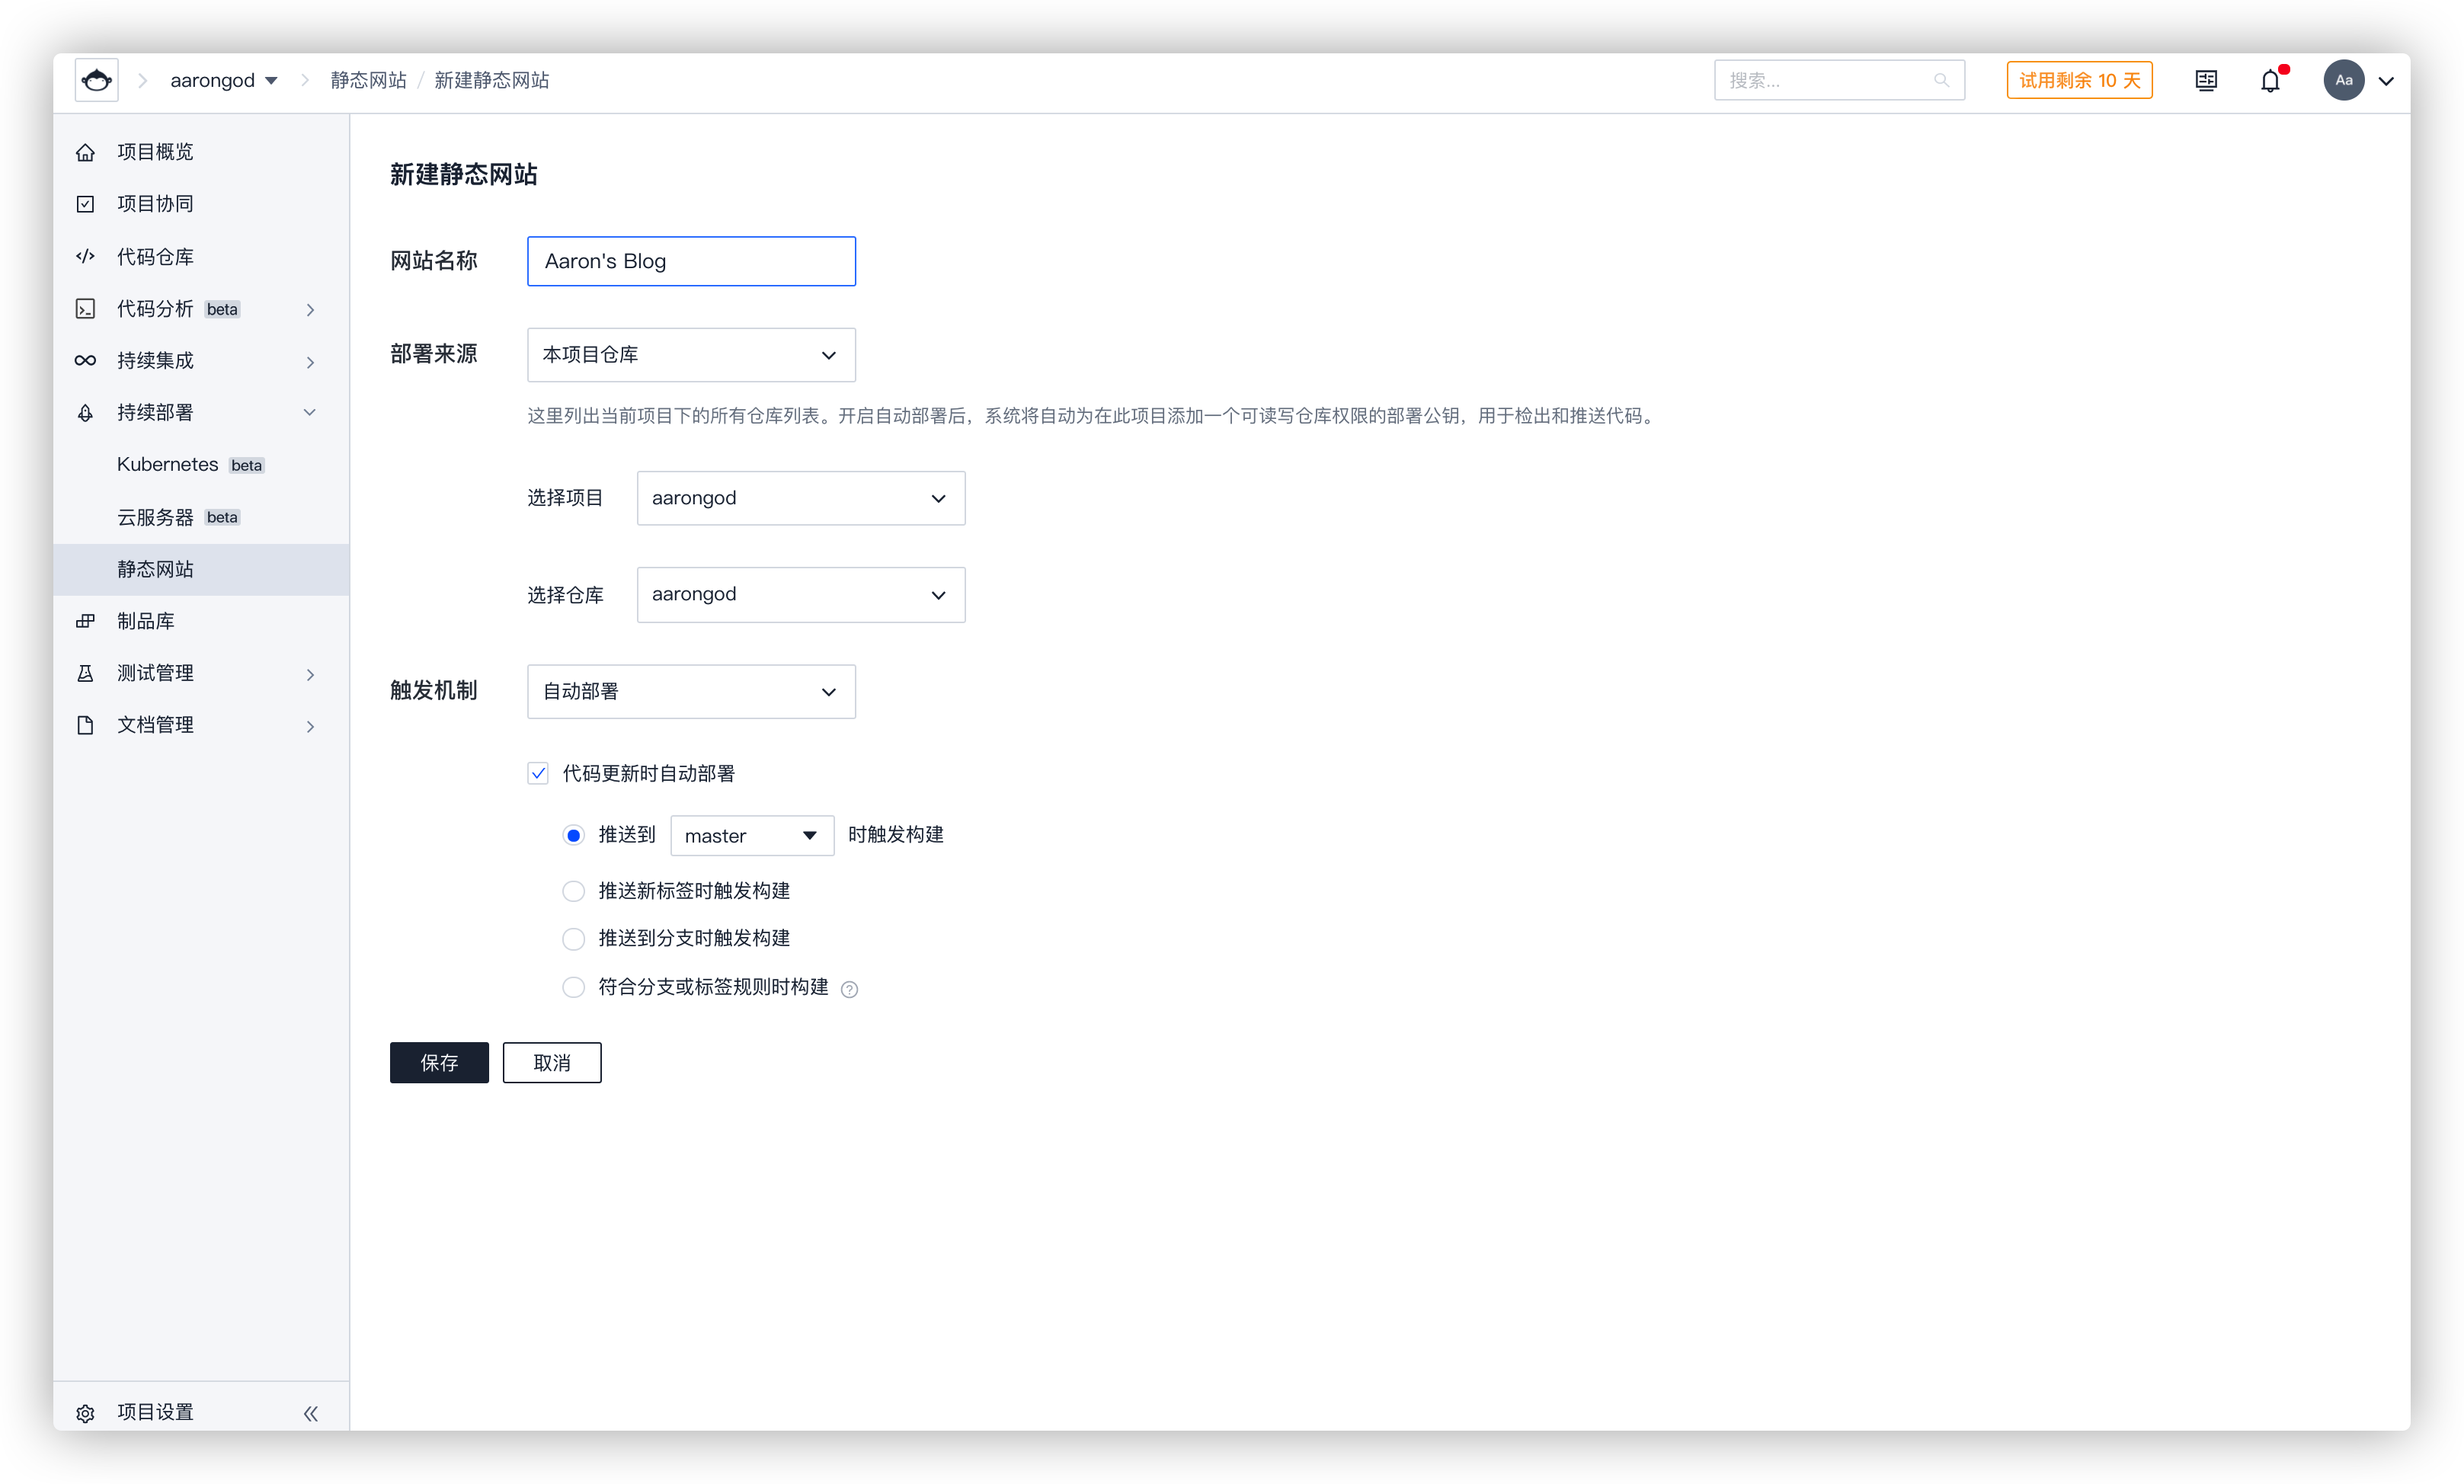 aarongod
静态网站 / 新建静态网站
搜索...
试用剩余 10 天
Aa
项目概览
项目协同
代码仓库
代码分析 beta
持续集成
持续部署
Kubernetes beta
云服务器 beta
静态网站
制品库
测试管理
文档管理
项目设置
新建静态网站
网站名称 Aaron's Blog
部署来源 本项目仓库
这里列出当前项目下的所有仓库列表。开启自动部署后，系统将自动为在此项目添加一个可读写仓库权限的部署公钥，用于检出和推送代码。
选择项目 aarongod
选择仓库 aarongod
触发机制 自动部署
代码更新时自动部署
推送到 master 时触发构建
推送新标签时触发构建
推送到分支时触发构建
符合分支或标签规则时构建 ?
保存 取消